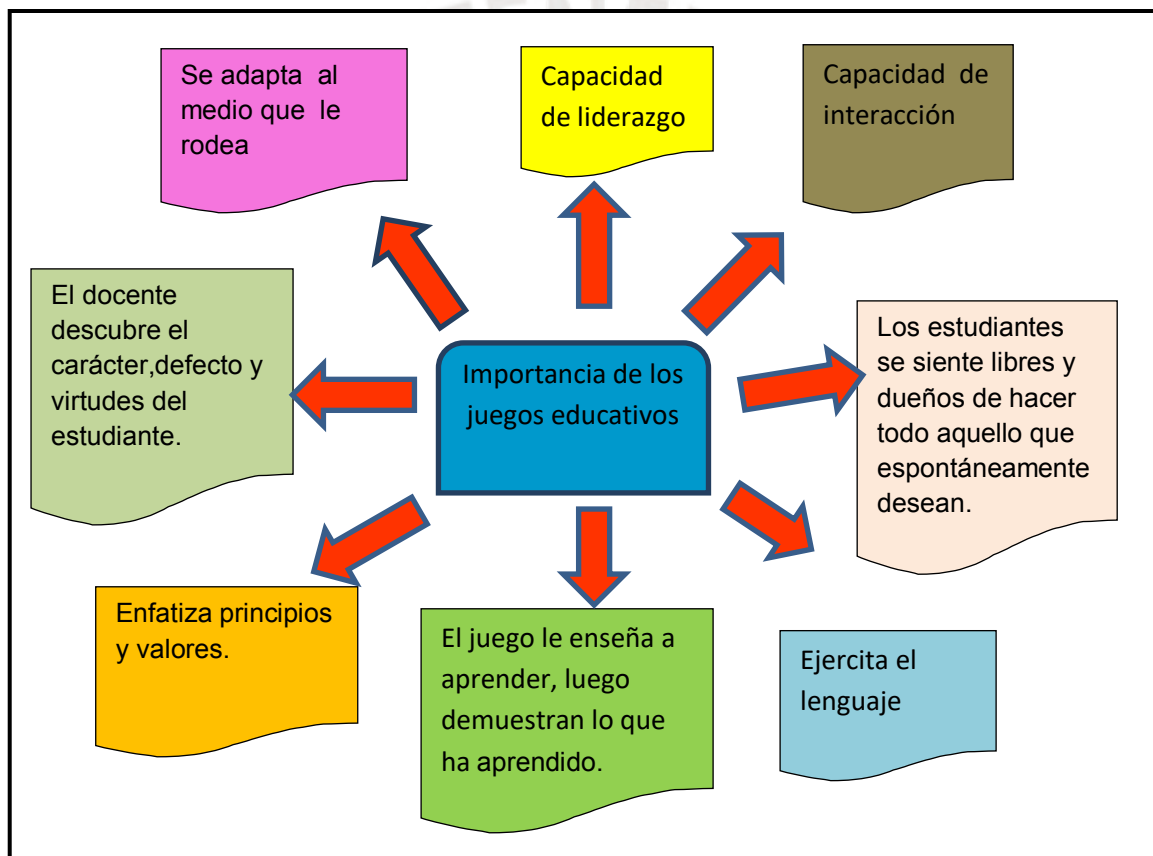 Se adapta al
medio que le
rodea
Capacidad
de liderazgo
Capacidad de
interacción
El docente
descubre el
carácter,defecto y
virtudes del
estudiante.
Importancia de los
juegos educativos
Los estudiantes
se siente libres y
dueños de hacer
todo aquello que
espontáneamente
desean.
Enfatiza principios
y valores.
El juego le enseña a
aprender, luego
demuestran lo que
ha aprendido.
Ejercita el
lenguaje